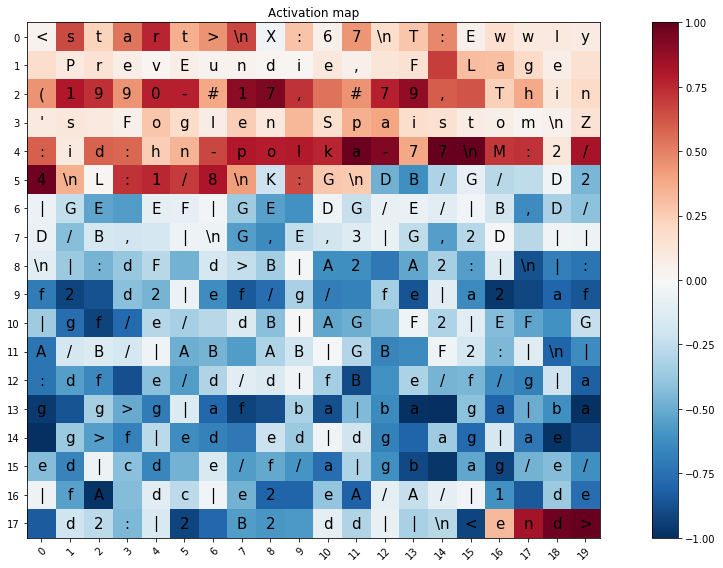 Activation map
0 < s t a r t > \n X : 6 7 \n T : E w w l y
1 P r e v E u n d i e , F L a g e
2 ( 1 9 9 0 - # 1 7 , # 7 9 , T h i n
3 ' s F o g l e n S p a i s t o m \n Z
4 : i d : h n - p o l k a - 7 7 \n M : 2 /
5 4 \n L : 1 / 8 \n K : G \n D B / G / D 2
6 | G E E F | G E D G / E / | B , D /
7 D / B , | \n G , E , 3 | G , 2 D | |
8 \n | : d F d > B | A 2 A 2 : | \n | :
9 f 2 d 2 | e f / g / f e | a 2 a f
10 | g f / e / d B | A G F 2 | E F G
11 A / B / | A B A B | G B F 2 : | \n |
12 : d f e / d / d | f B e / f / g | a
13 g g > g | a f b a | b a g a | b a
14 g > f | e d e d | d g a g | a e
15 e d | c d e / f / a | g b a g / e /
16 | f A d c | e 2 e A / A / | 1 d e
17 d 2 : | 2 B 2 d d | | \n < e n d >
0 1 2 3 4 5 6 7 8 9 10 11 12 13 14 15 16 17 18 19
1.00
0.75
0.50
0.25
0.00
-0.25
-0.50
-0.75
-1.00